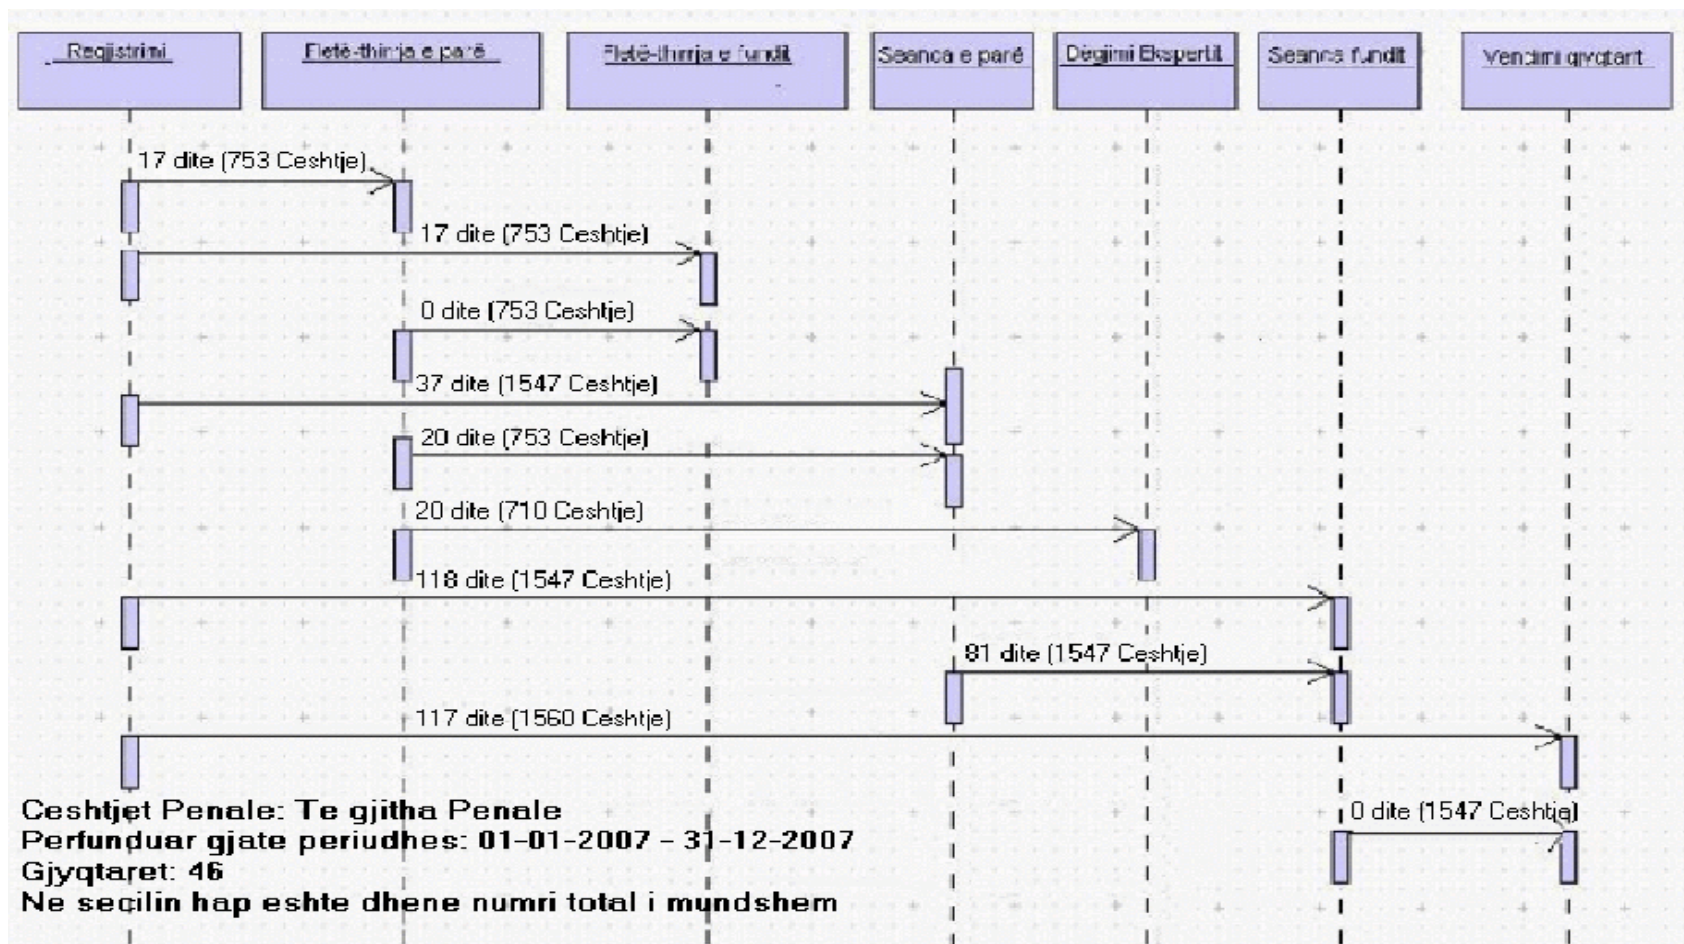 Regjistrimi
Fletë-thirrja e parë
Fletë-thirrja e fundit
Seanca e parë
Dëgjimi Ekspertit
Seanca fundit
Vendimi gjyqtarit
17 dite (753 Ceshtje)
17 dite (753 Ceshtje)
0 dite (753 Ceshtje)
37 dite (1547 Ceshtje)
20 dite (753 Ceshtje)
20 dite (710 Ceshtje)
118 dite (1547 Ceshtje)
81 dite (1547 Ceshtje)
117 dite (1560 Ceshtje)
0 dite (1547 Ceshtje)
Ceshtjet Penale: Te gjitha Penale
Perfunduar gjate periudhes: 01-01-2007 - 31-12-2007
Gjyqtaret: 46
Ne secilin hap eshte dhene numri total i mundshem